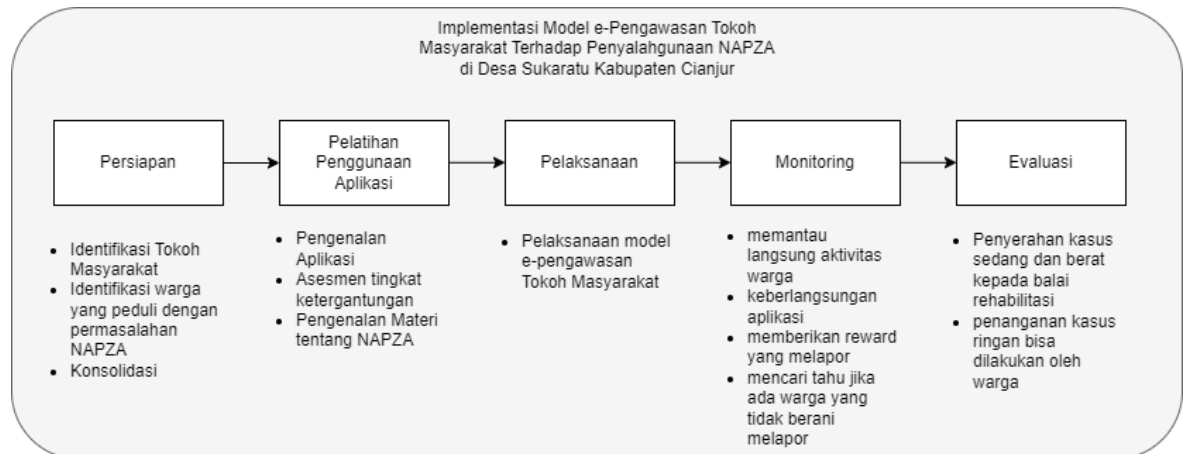 Implementasi Model e-Pengawasan Tokoh
Masyarakat Terhadap Penyalahgunaan NAPZA
di Desa Sukaratu Kabupaten Cianjur
Persiapan
Pelatihan
Penggunaan
Aplikasi
Pelaksanaan
Monitoring
Evaluasi
• Identifikasi Tokoh
Masyarakat
• Identifikasi warga
yang peduli dengan
permasalahan
NAPZA
• Konsolidasi
• Pengenalan
Aplikasi
• Asesmen tingkat
ketergantungan
• Pengenalan Materi
tentang NAPZA
• Pelaksanaan model
e-pengawasan
Tokoh Masyarakat
• memantau
langsung aktivitas
warga
• keberlangsungan
aplikasi
• memberikan reward
yang melapor
• mencari tahu jika
ada warga yang
tidak berani
melapor
• Penyerahan kasus
sedang dan berat
kepada balai
rehabilitasi
• penanganan kasus
ringan bisa
dilakukan oleh
warga